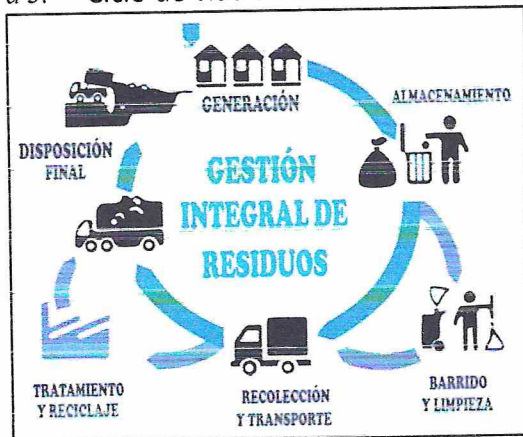 GENERACIÓN
ALMACENAMIENTO
DISPOSICIÓN
FINAL
GESTIÓN
INTEGRAL DE
RESIDUOS
TRATAMIENTO
Y RECICLAJE
RECOLECCIÓN
Y TRANSPORTE
BARRIDO
Y LIMPIEZA